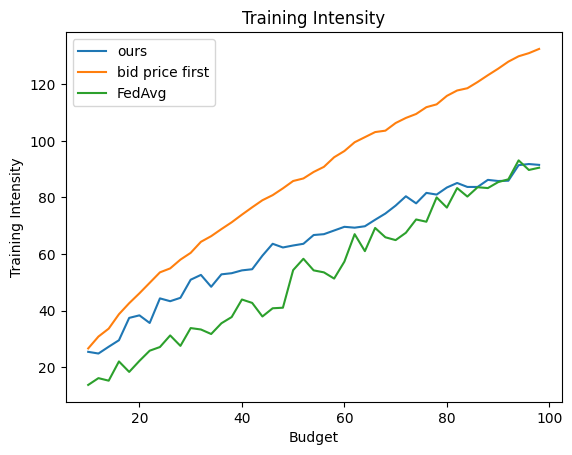 Training Intensity
ours
bid price first
FedAvg
Training Intensity
120
100
80
60
40
20
20
40
60
80
100
Budget